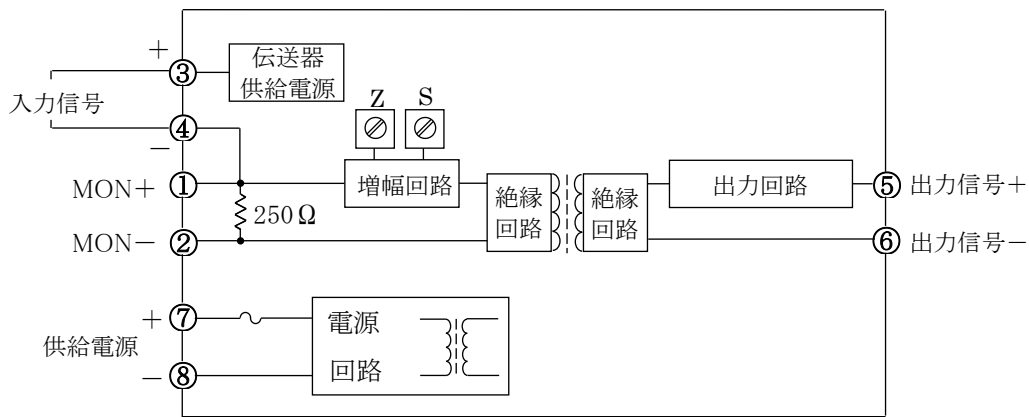 +
③
伝送器
供給電源
入力信号
Z
S
④
−
MON+
①
増幅回路
絶縁
回路
絶縁
回路
出力回路
⑤
出力信号+
250Ω
MON−
②
⑥
出力信号−
+
⑦
電源
回路
供給電源
−
⑧